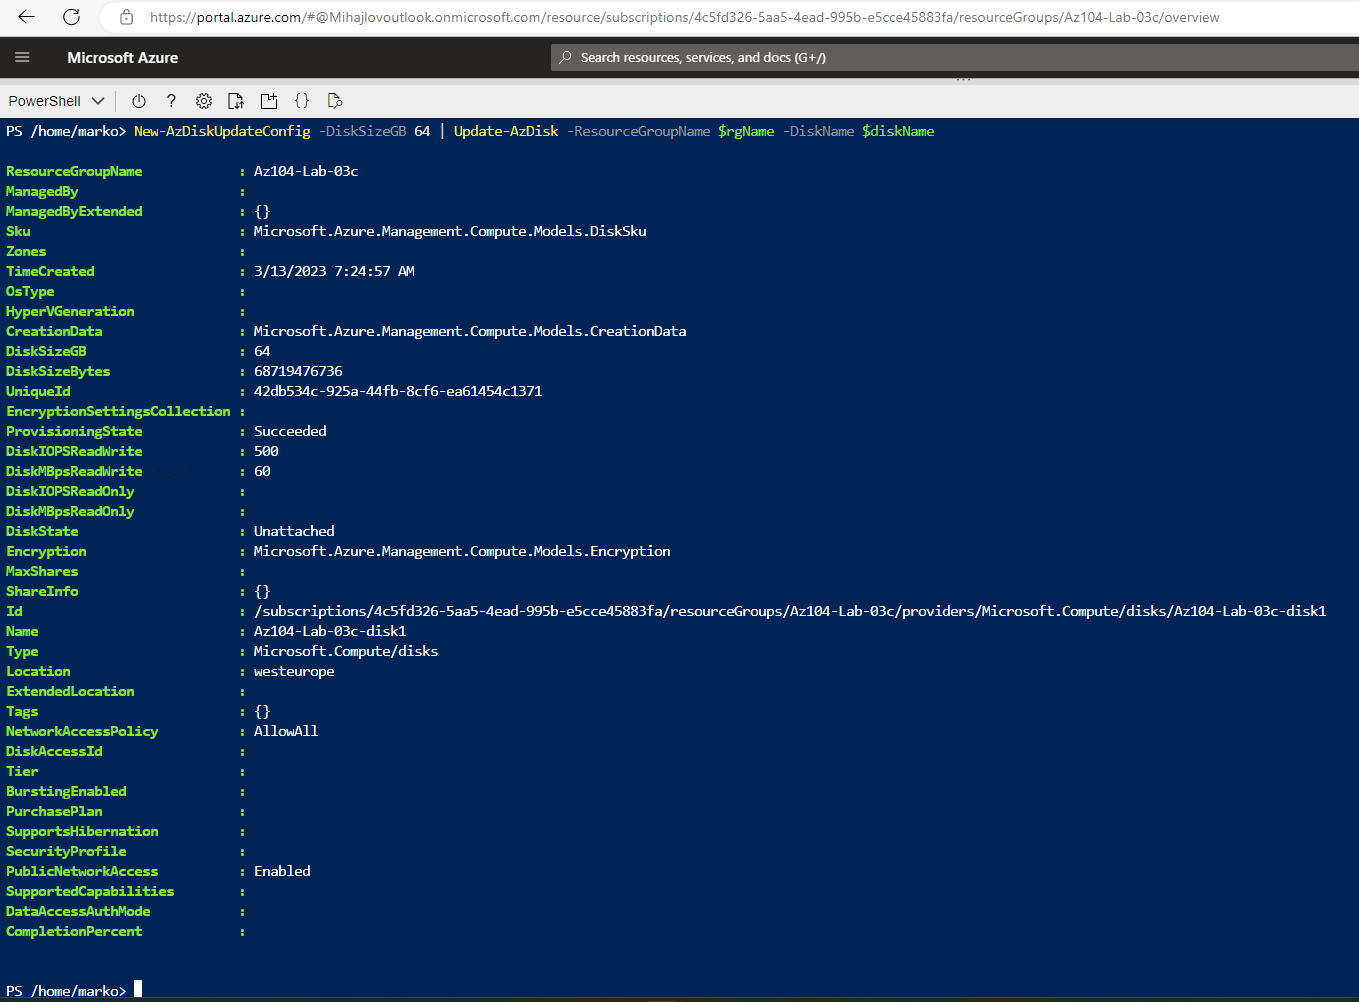 https://portal.azure.com/#@Mihajlovoutlook.onmicrosoft.com/resource/subscriptions/4c5fd326-5aa5-4ead-995b-e5cce45883fa/resourceGroups/Az104-Lab-03c/overview
Microsoft Azure
Search resources, services, and docs (G+/)
PowerShell
PS /home/marko> New-AzDiskUpdateConfig -DiskSizeGB 64 | Update-AzDisk -ResourceGroupName $rgName -DiskName $diskName
ResourceGroupName : Az104-Lab-03c
ManagedBy :
ManagedByExtended : {}
Sku : Microsoft.Azure.Management.Compute.Models.DiskSku
Zones :
TimeCreated : 3/13/2023 7:24:57 AM
OsType :
HyperVGeneration :
CreationData : Microsoft.Azure.Management.Compute.Models.CreationData
DiskSizeGB : 64
DiskSizeBytes : 68719476736
UniqueId : 42db534c-925a-44fb-8cf6-ea61454c1371
EncryptionSettingsCollection :
ProvisioningState : Succeeded
DiskIOPSReadWrite : 500
DiskMBpsReadWrite : 60
DiskIOPSReadOnly :
DiskMBpsReadOnly :
DiskState : Unattached
Encryption : Microsoft.Azure.Management.Compute.Models.Encryption
MaxShares :
ShareInfo : {}
Id : /subscriptions/4c5fd326-5aa5-4ead-995b-e5cce45883fa/resourceGroups/Az104-Lab-03c/providers/Microsoft.Compute/disks/Az104-Lab-03c-disk1
Name : Az104-Lab-03c-disk1
Type : Microsoft.Compute/disks
Location : westeurope
ExtendedLocation :
Tags : {}
NetworkAccessPolicy : AllowAll
DiskAccessId :
Tier :
BurstingEnabled :
PurchasePlan :
SupportsHibernation :
SecurityProfile :
PublicNetworkAccess : Enabled
SupportedCapabilities :
DataAccessAuthMode :
CompletionPercent :
PS /home/marko>